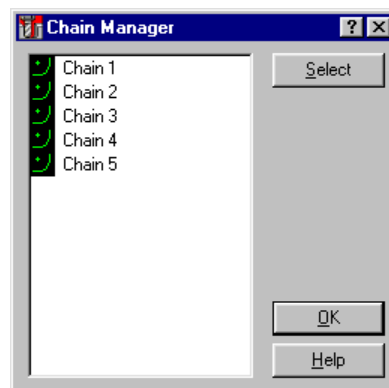 Chain Manager
Chain 1
Chain 2
Chain 3
Chain 4
Chain 5
Select
OK
Help